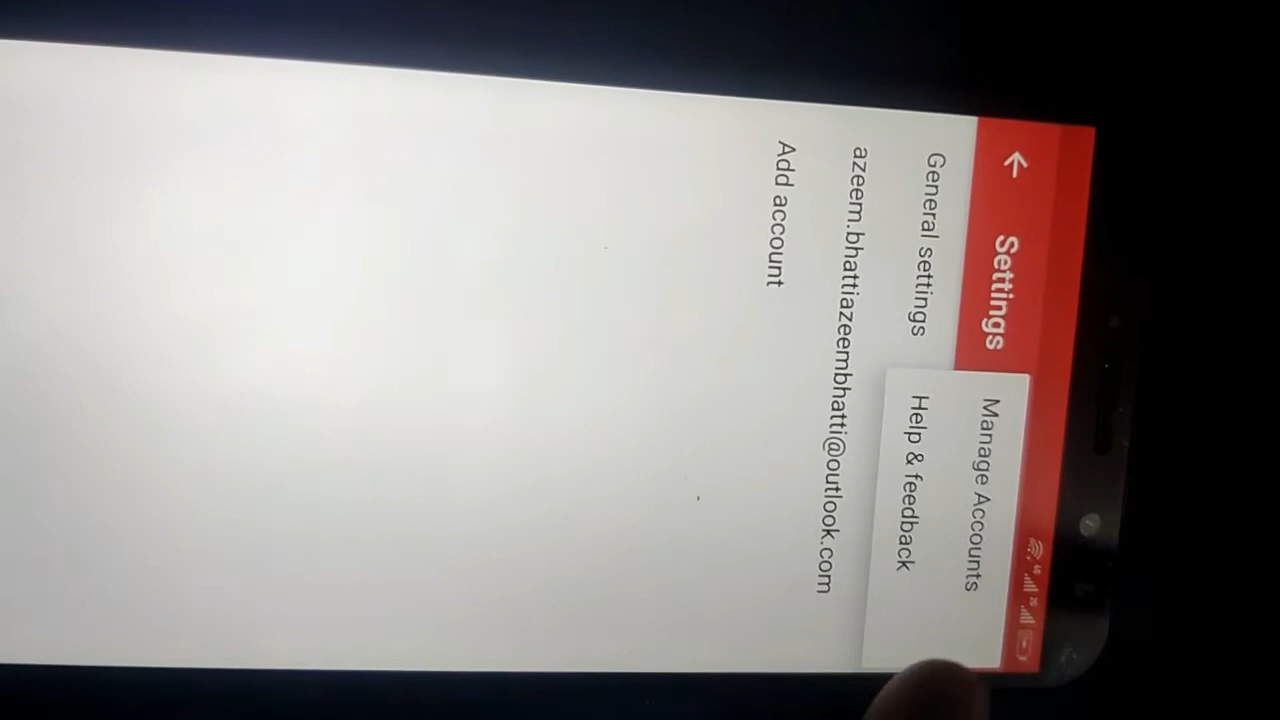 Settings
Manage Accounts
Help & feedback
General settings
azeem.bhattiazeembhatti@outlook.com
Add account